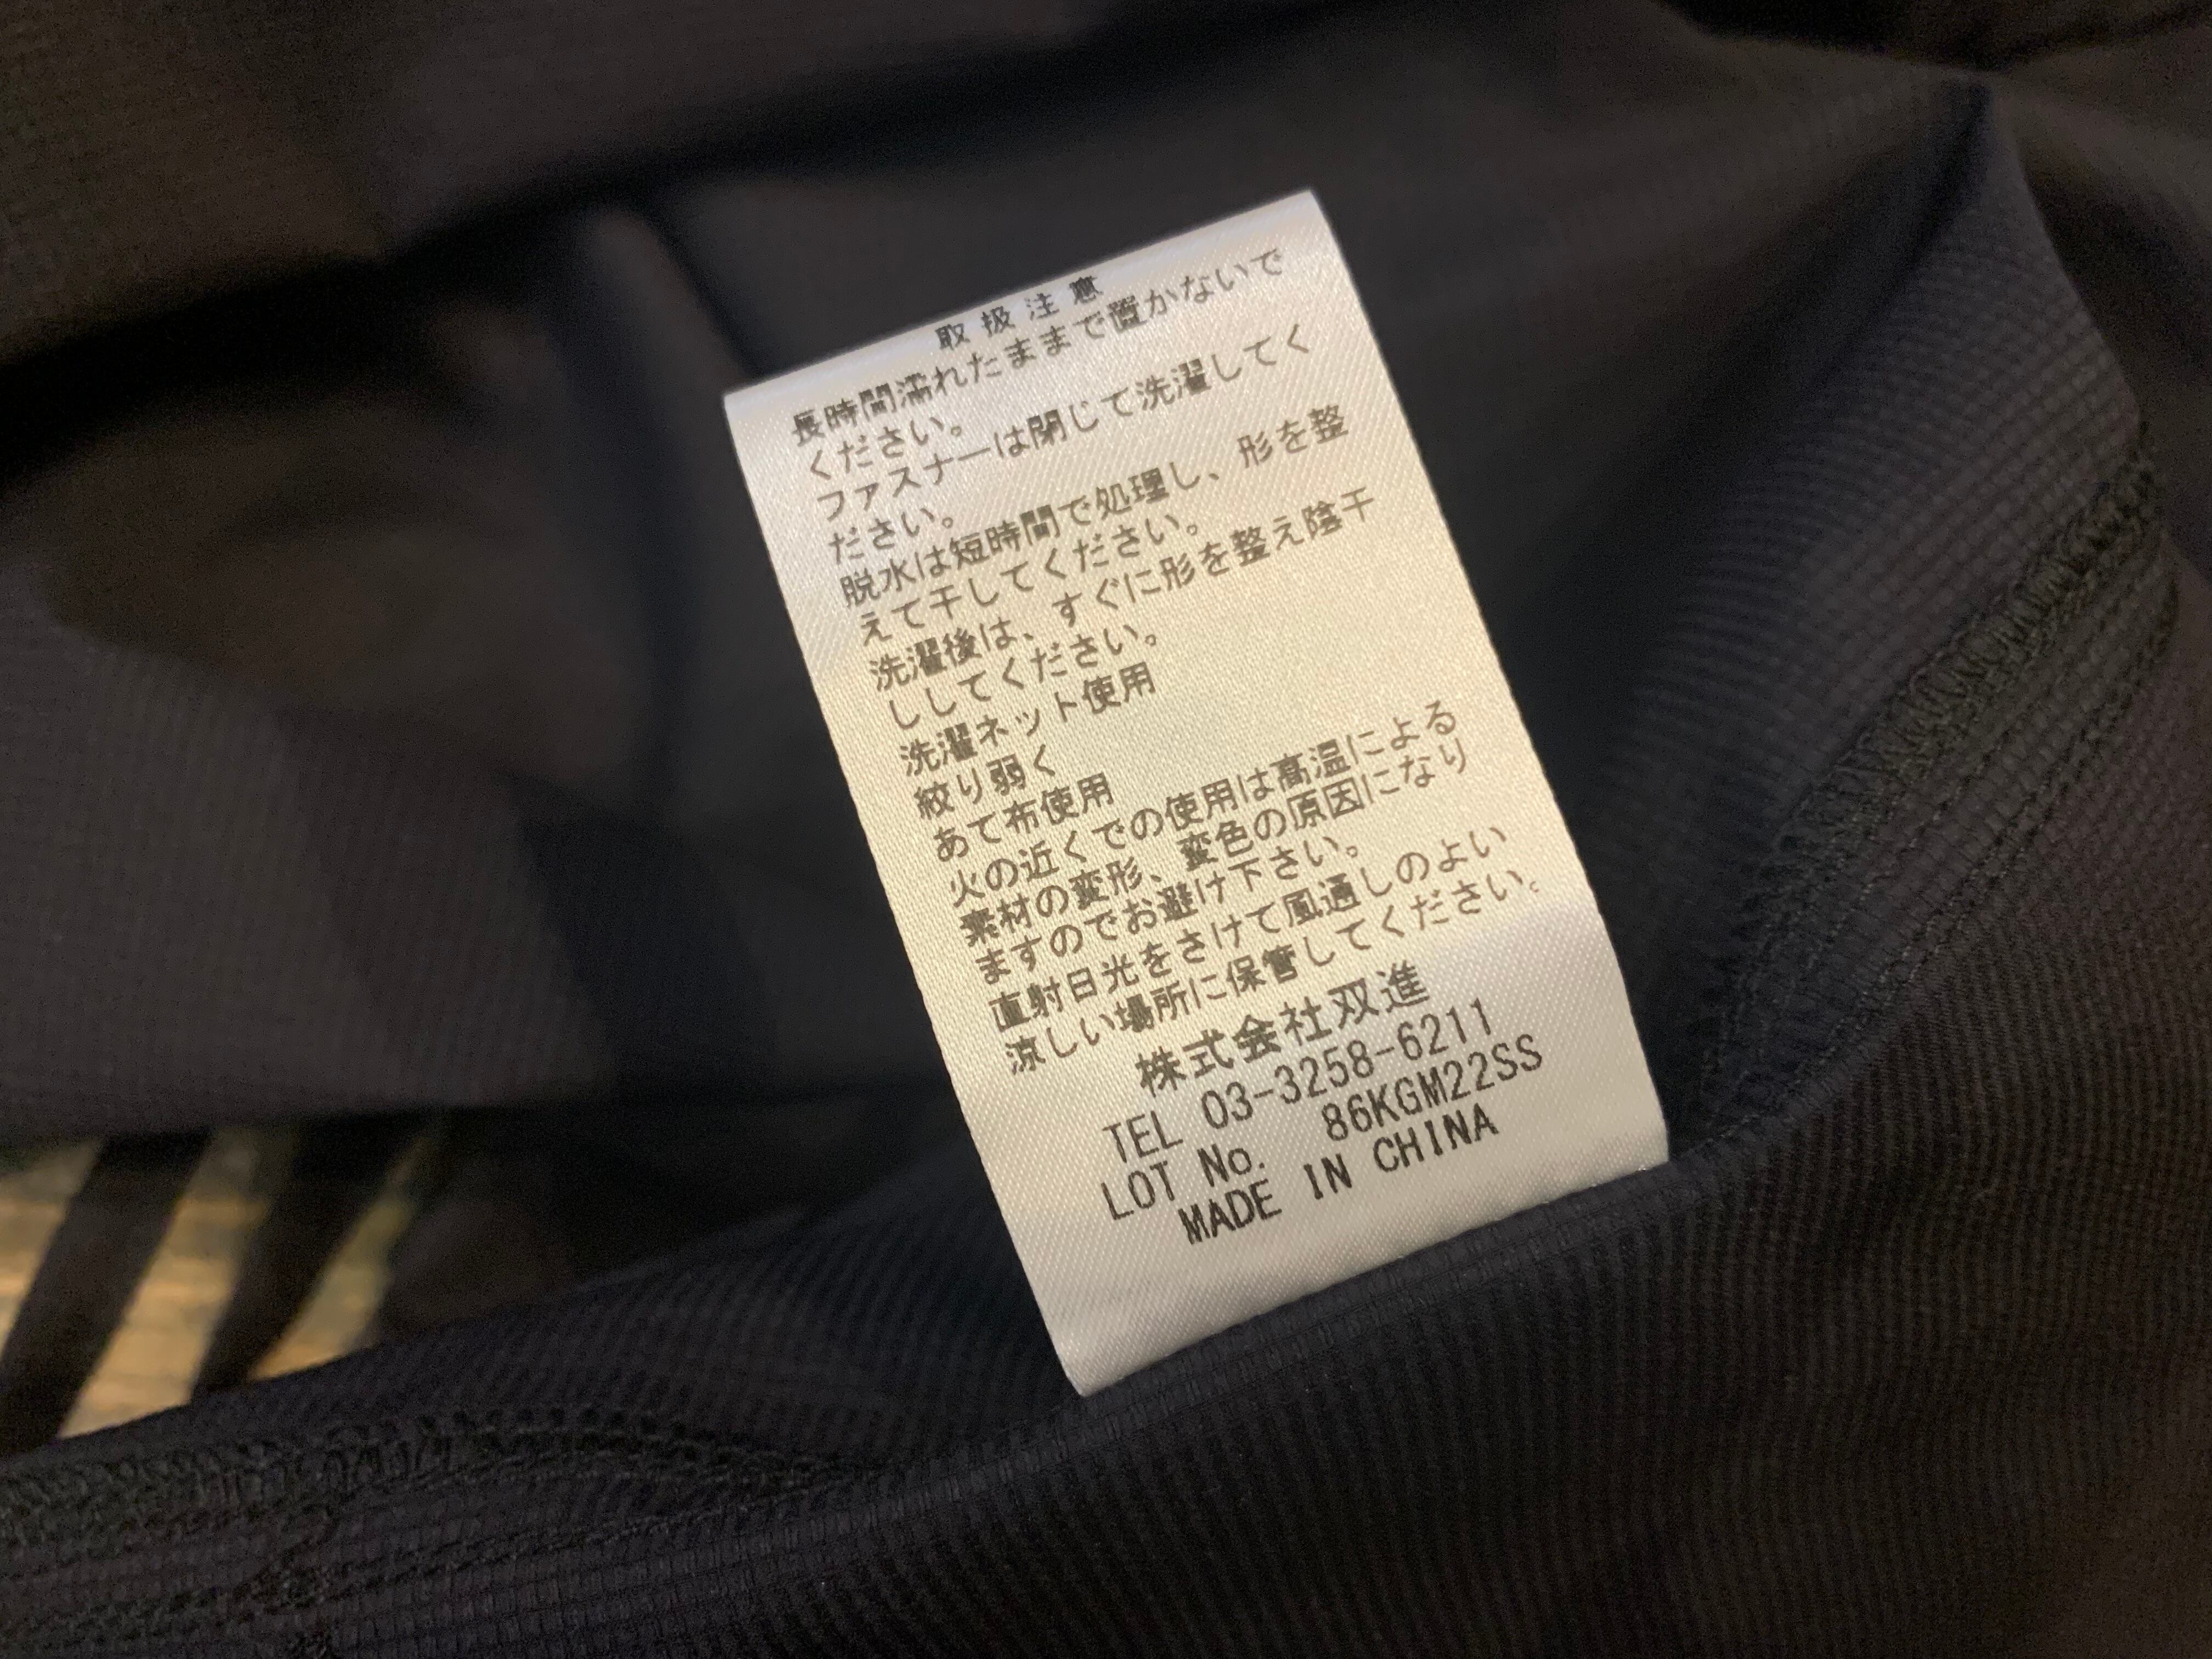 取扱注意
長時間濡れたままで置かないで
ください。
ファスナーは閉じて洗濯してく
ださい。
脱水は短時間で処理し、形を整
えて干してください。
洗濯後は、すぐに形を整え陰干
ししてください。
洗濯ネット使用
絞り弱く
あて布使用
火の近くでの使用は高温による
素材の変形、変色の原因になり
ますのでお避け下さい。
直射日光をさけて風通しのよい
涼しい場所に保管してください。
株式会社双進
TEL 03-3258-6211
LOT No. 86KGM22SS
MADE IN CHINA